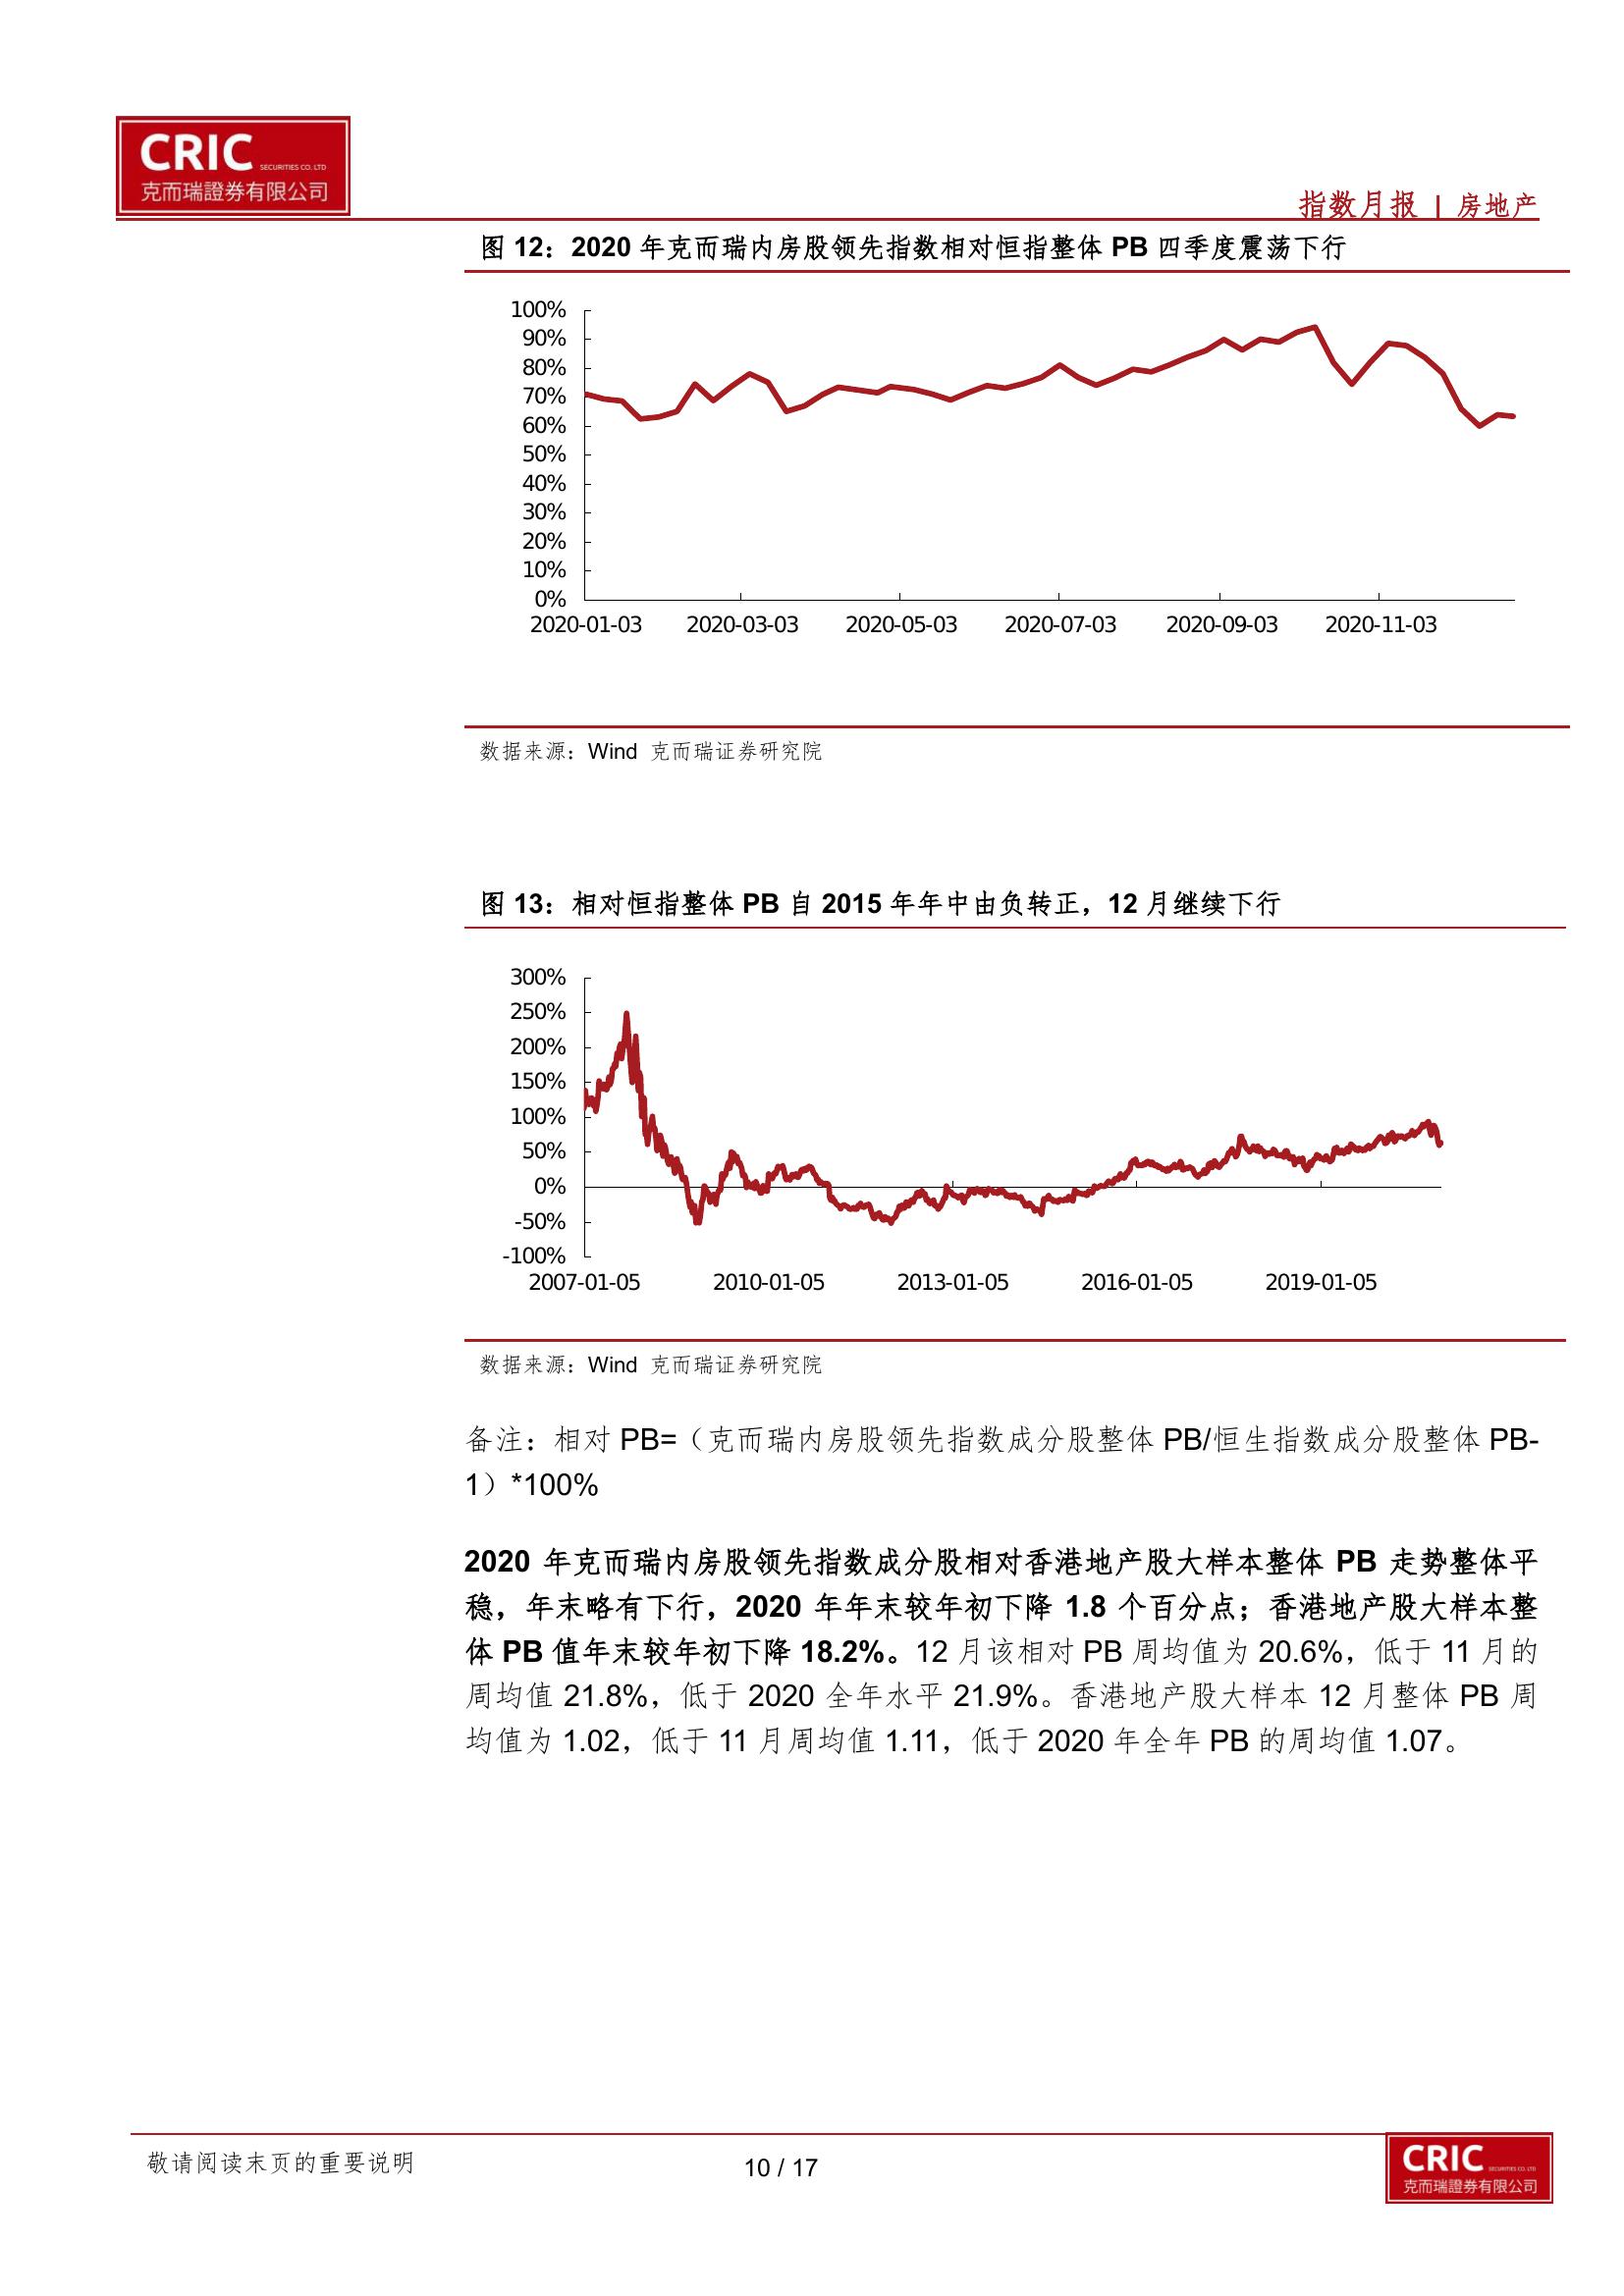 CRIC SECURITIES CO. LTD
克而瑞證券有限公司
指数月报 | 房地产
图 12：2020 年克而瑞内房股领先指数相对恒指整体 PB 四季度震荡下行
100%
90%
80%
70%
60%
50%
40%
30%
20%
10%
0%
2020-01-03 2020-03-03 2020-05-03 2020-07-03 2020-09-03 2020-11-03
数据来源：Wind 克而瑞证券研究院
图 13：相对恒指整体 PB 自 2015 年年中由负转正，12 月继续下行
300%
250%
200%
150%
100%
50%
0%
-50%
-100%
2007-01-05 2010-01-05 2013-01-05 2016-01-05 2019-01-05
数据来源：Wind 克而瑞证券研究院
备注：相对 PB=（克而瑞内房股领先指数成分股整体 PB/恒生指数成分股整体 PB-
1）*100%
2020 年克而瑞内房股领先指数成分股相对香港地产股大样本整体 PB 走势整体平
稳，年末略有下行，2020 年年末较年初下降 1.8 个百分点；香港地产股大样本整
体 PB 值年末较年初下降 18.2%。12 月该相对 PB 周均值为 20.6%，低于 11 月的
周均值 21.8%，低于 2020 全年水平 21.9%。香港地产股大样本 12 月整体 PB 周
均值为 1.02，低于 11 月周均值 1.11，低于 2020 年全年 PB 的周均值 1.07。
敬请阅读末页的重要说明
10 / 17
CRIC SECURITIES CO. LTD
克而瑞證券有限公司